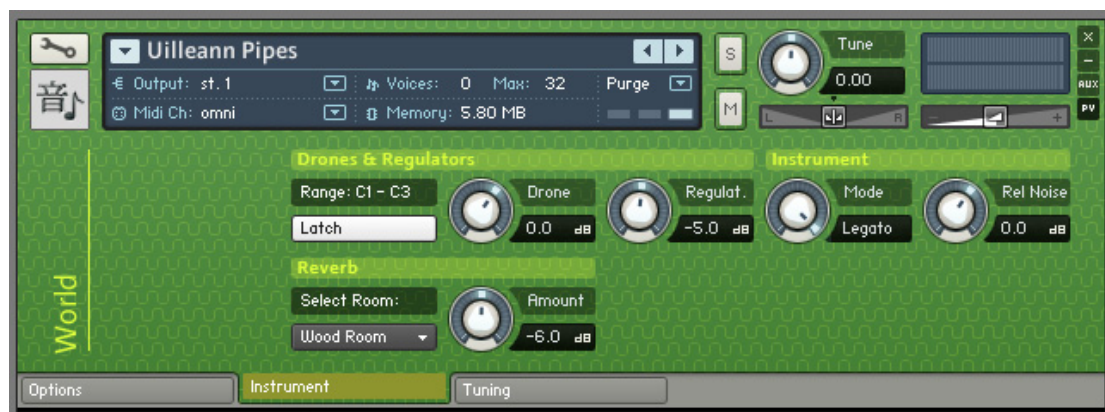 Uilleann Pipes
Output: st. 1
Voices: 0 Max: 32
Purge
Midi Ch: omni
Memory: 5.80 MB
音♪
S
M
Tune
0.00
L
R
-
+
×
-
AUX
PV
World
Drones & Regulators
Instrument
Range: C1 - C3
Drone
Regulat.
Mode
Rel Noise
Latch
0.0 dB
-5.0 dB
Legato
0.0 dB
Reverb
Select Room:
Amount
Wood Room
-6.0 dB
Options
Instrument
Tuning